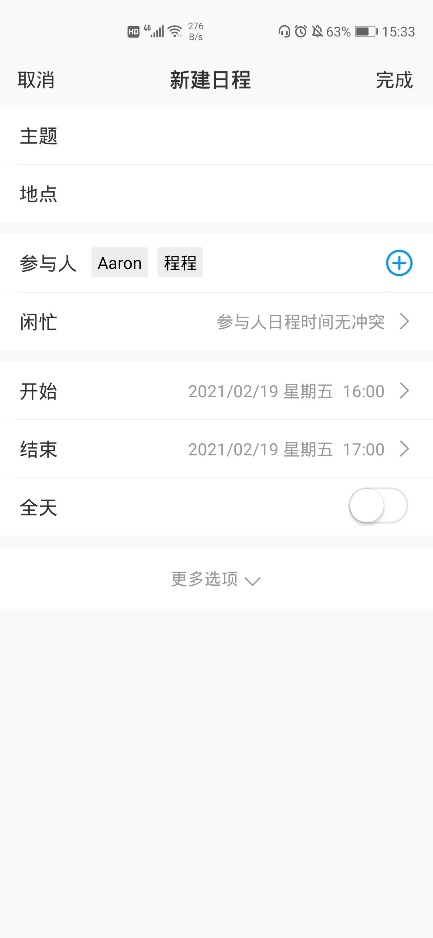 HD 4G 276 B/s 63% 15:33
取消 新建日程 完成
主题
地点
参与人 Aaron 程程
闲忙 参与人日程时间无冲突
开始 2021/02/19 星期五 16:00
结束 2021/02/19 星期五 17:00
全天
更多选项